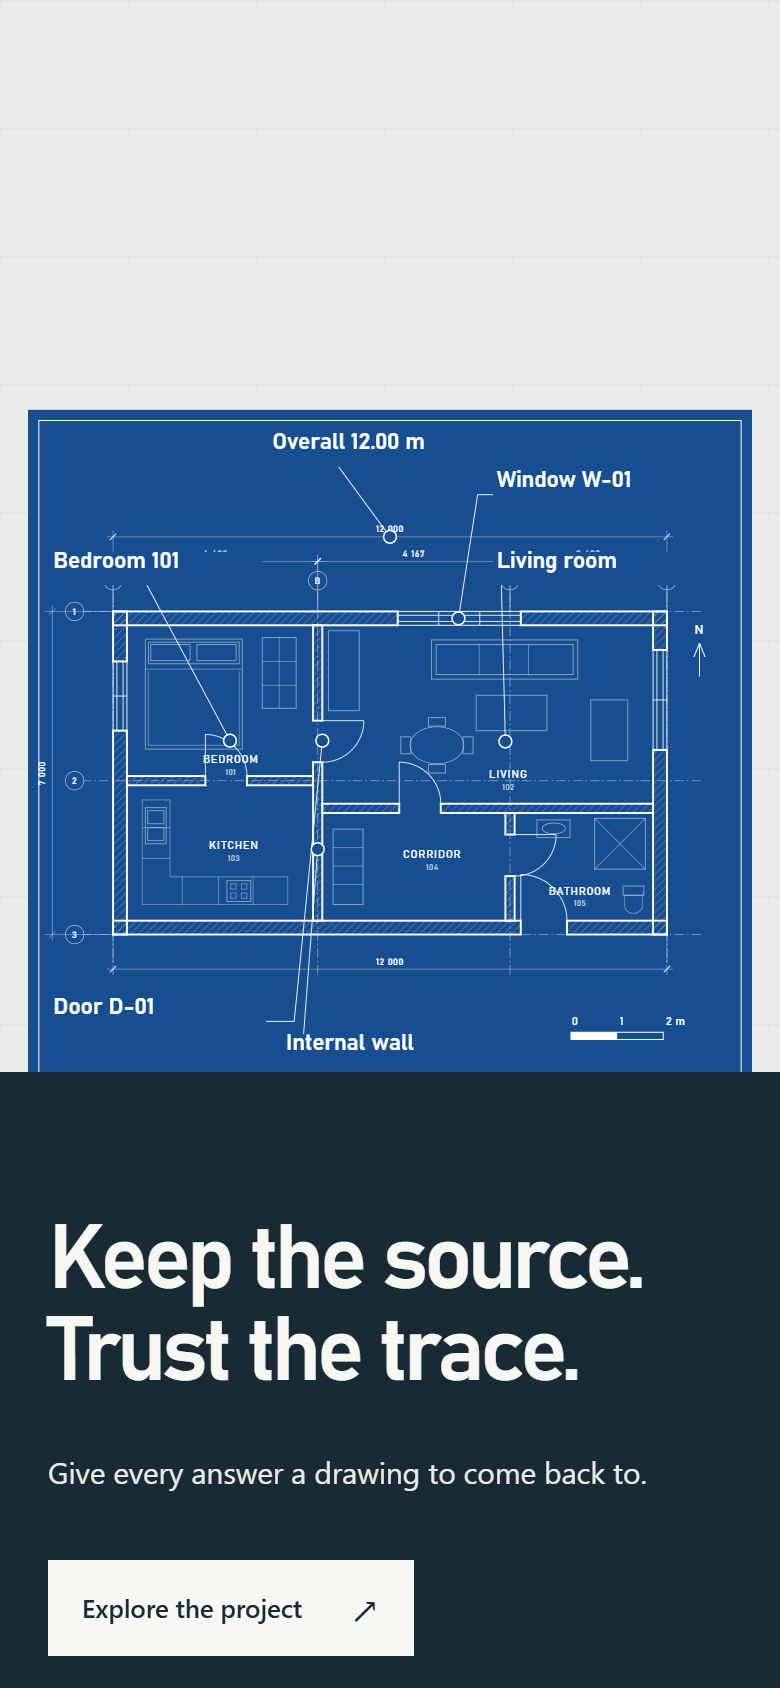 Overall 12.00 m
Window W-01
12 000
Bedroom 101
4 167
Living room
B
1
N
BEDROOM
101
LIVING
102
7 000
2
KITCHEN
103
CORRIDOR
104
BATHROOM
105
3
12 000
Door D-01
0 1 2 m
Internal wall
Keep the source.
Trust the trace.
Give every answer a drawing to come back to.
Explore the project ↗